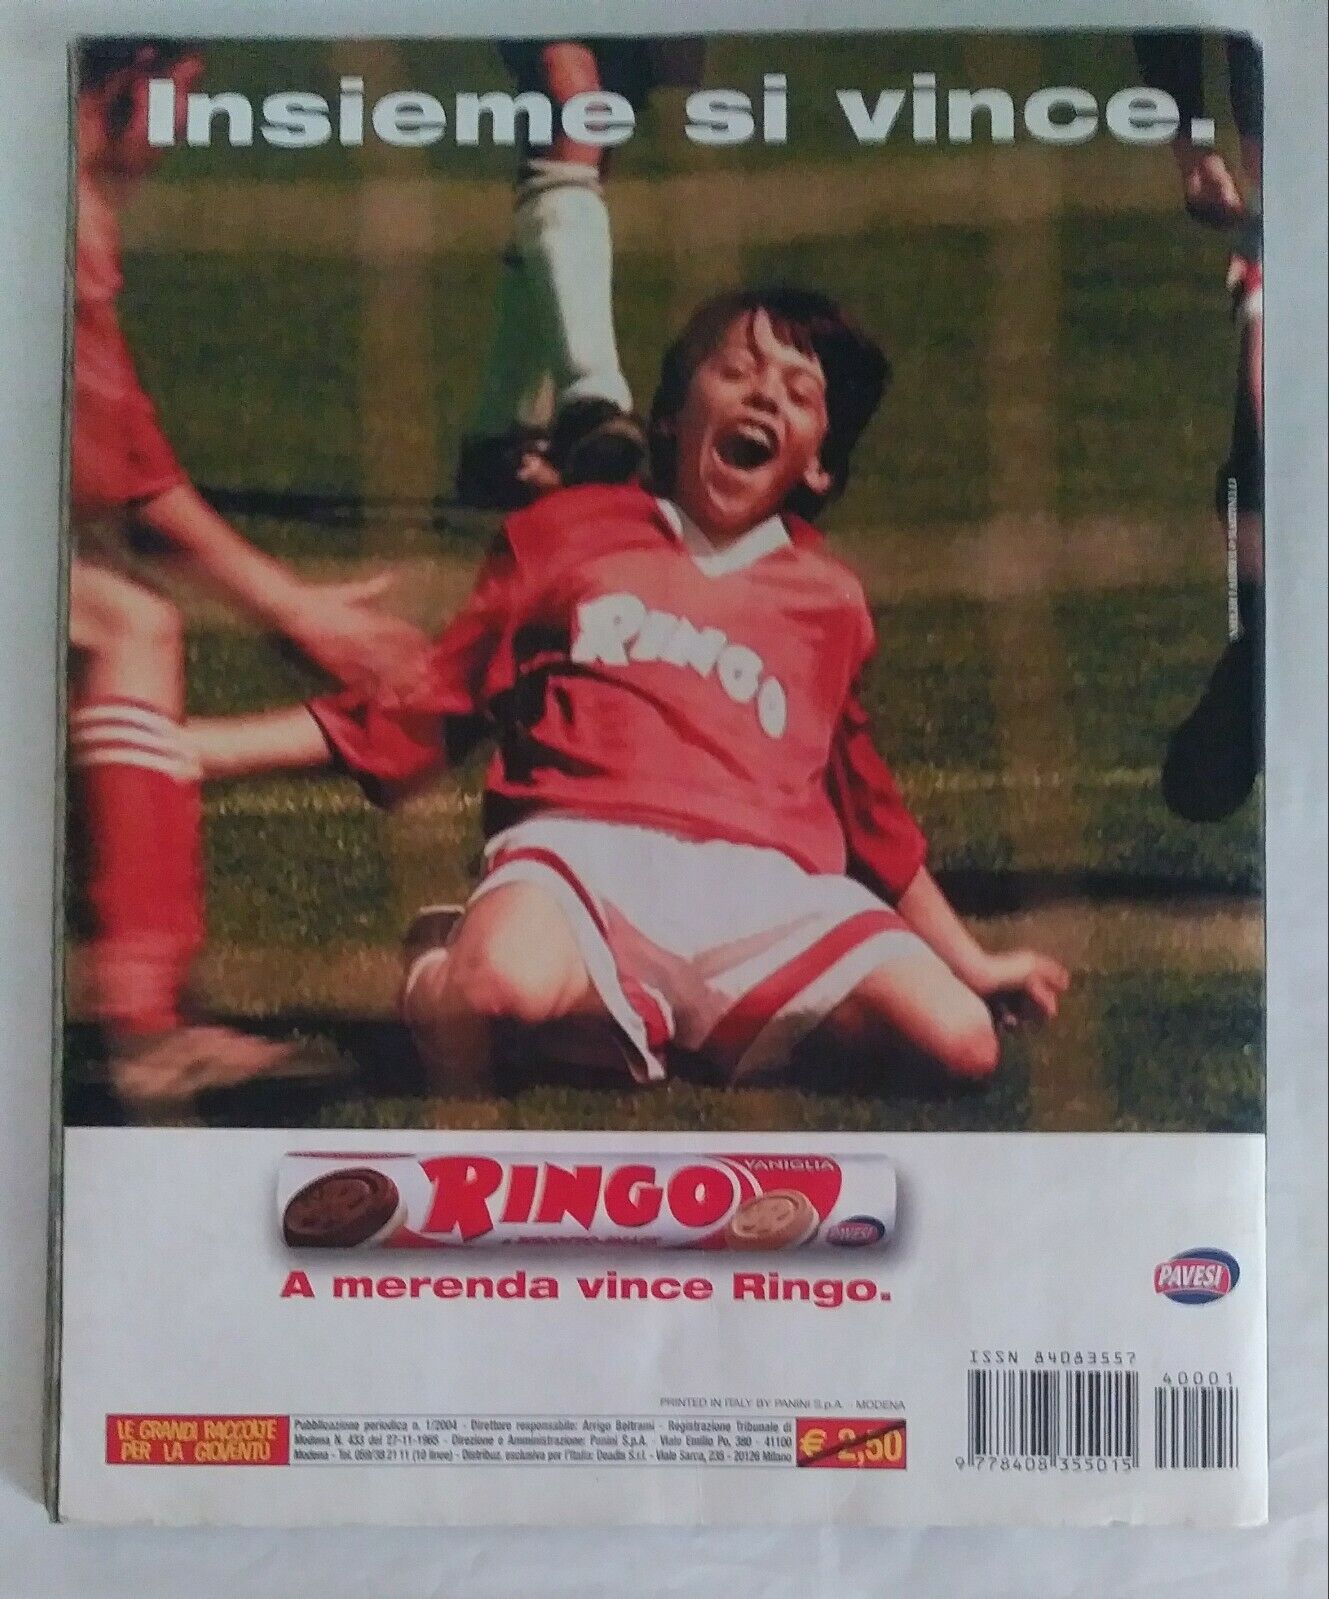 Insieme si vince.
RINGO
RINGO
VANIGLIA
PAVESI
A merenda vince Ringo.
PAVESI
ISSN 84083557
40001
PRINTED IN ITALY BY PANINI S.p.A. - MODENA
LE GRANDI RACCOLTE
PER LA GIOVENTÙ
Pubblicazione periodica n. 1/2004 - Direttore responsabile: Arrigo Beltrami - Registrazione Tribunale di
Modena N. 433 del 27-11-1965 - Direzione e Amministrazione: Panini S.p.A. - Viale Emilio Po, 380 - 41100
Modena - Tel. 059/38 21 11 (10 linee) - Distribuz. esclusiva per l'Italia: Deadis S.r.l. - Viale Sarca, 235 - 20126 Milano
€ 2,50
9 778408 355015